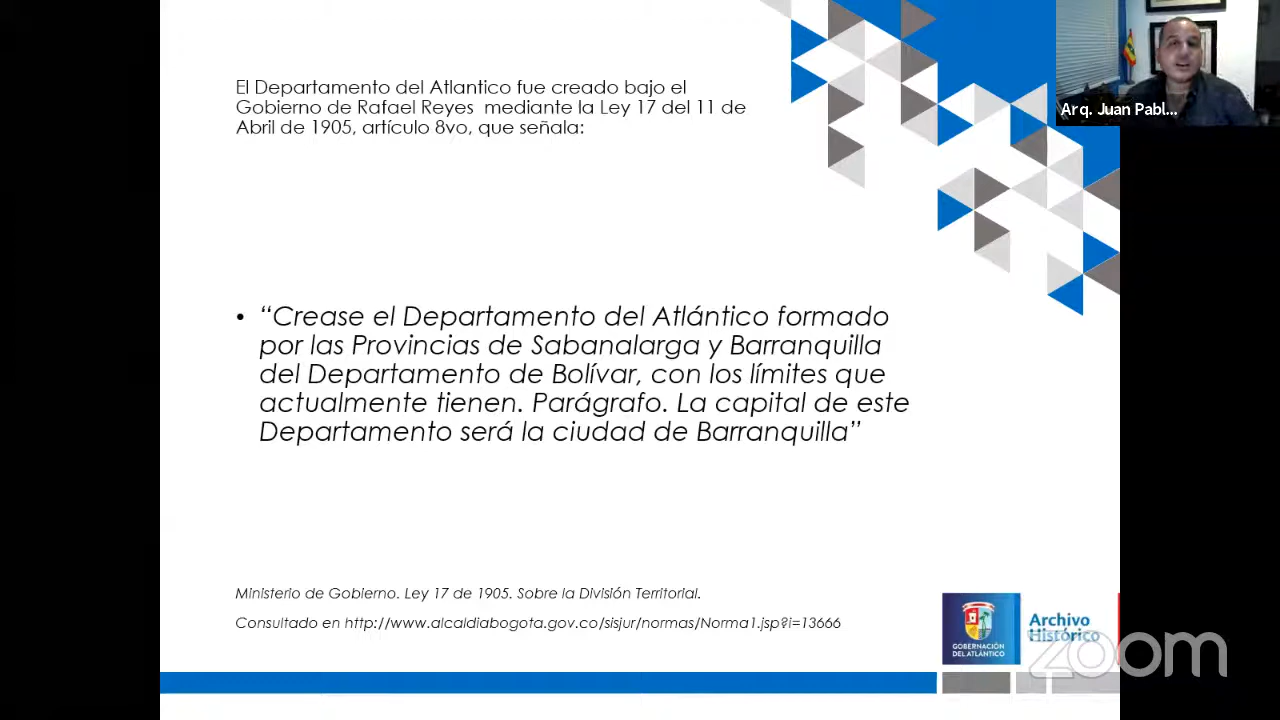 El Departamento del Atlantico fue creado bajo el
Gobierno de Rafael Reyes mediante la Ley 17 del 11 de
Abril de 1905, artículo 8vo, que señala:
Arq. Juan Pabl...
• “Crease el Departamento del Atlántico formado
por las Provincias de Sabanalarga y Barranquilla
del Departamento de Bolívar, con los límites que
actualmente tienen. Parágrafo. La capital de este
Departamento será la ciudad de Barranquilla”
Ministerio de Gobierno. Ley 17 de 1905. Sobre la División Territorial.
Consultado en http://www.alcaldiabogota.gov.co/sisjur/normas/Norma1.jsp?i=13666
GOBERNACIÓN
DEL ATLÁNTICO
Archivo
Histórico
zoom